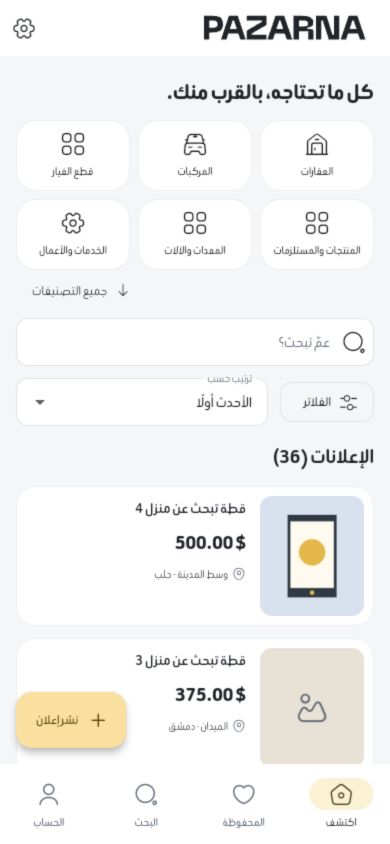 PAZARNA
كل ما تحتاجه، بالقرب منك.
العقارات
المركبات
قطع الغيار
المنتجات والمستلزمات
المعدات والآلات
الخدمات والأعمال
جميع التصنيفات
عمّ تبحث؟
الفلاتر
ترتيب حسب
الأحدث أولًا
الإعلانات (36)
قطة تبحث عن منزل 4
500.00 $
وسط المدينة · حلب
قطة تبحث عن منزل 3
375.00 $
الميدان · دمشق
نشر إعلان
اكتشف
المحفوظة
البحث
الحساب